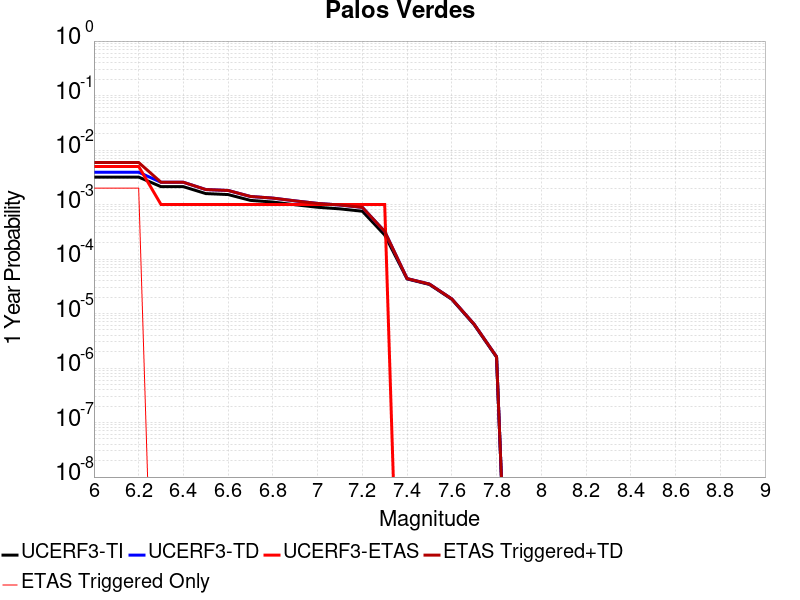 Palos Verdes
10^0
10^-1
10^-2
10^-3
10^-4
10^-5
10^-6
10^-7
10^-8
1 Year Probability
6 6.2 6.4 6.6 6.8 7 7.2 7.4 7.6 7.8 8 8.2 8.4 8.6 8.8 9
Magnitude
UCERF3-TI UCERF3-TD UCERF3-ETAS ETAS Triggered+TD
ETAS Triggered Only